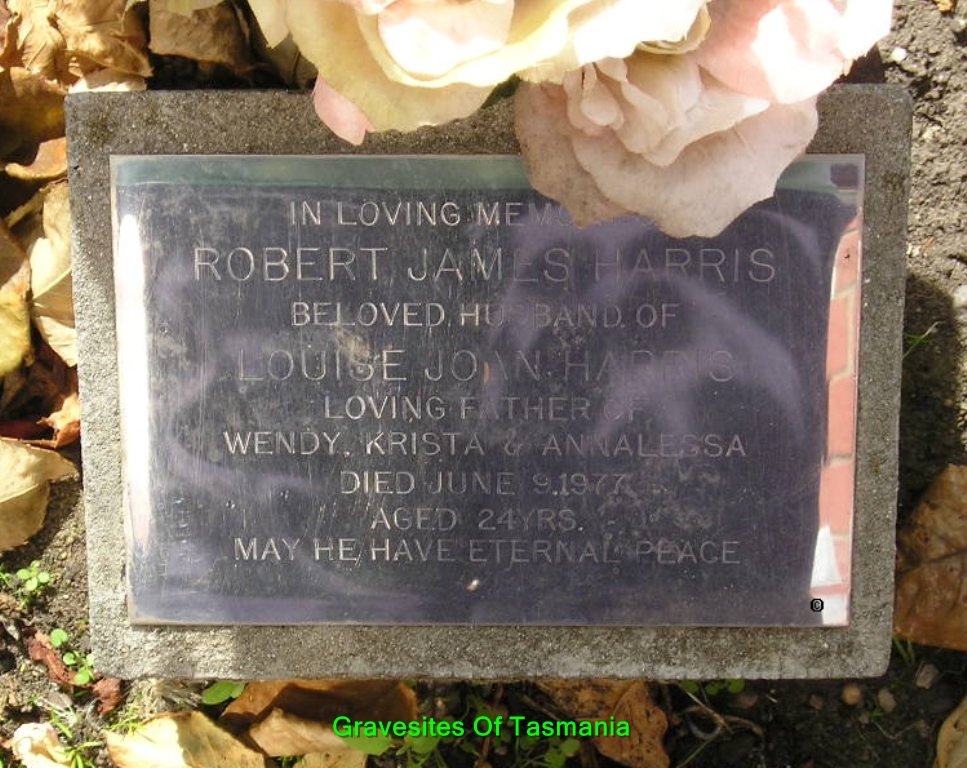 IN LOVING MEM
ROBERT JAMES HARRIS
BELOVED HUSBAND OF
LOUISE JOAN HARRIS
LOVING FATHER OF
WENDY, KRISTA & ANNALESSA
DIED JUNE 9, 1977
AGED 24YRS.
MAY HE HAVE ETERNAL PEACE
©
Gravesites Of Tasmania